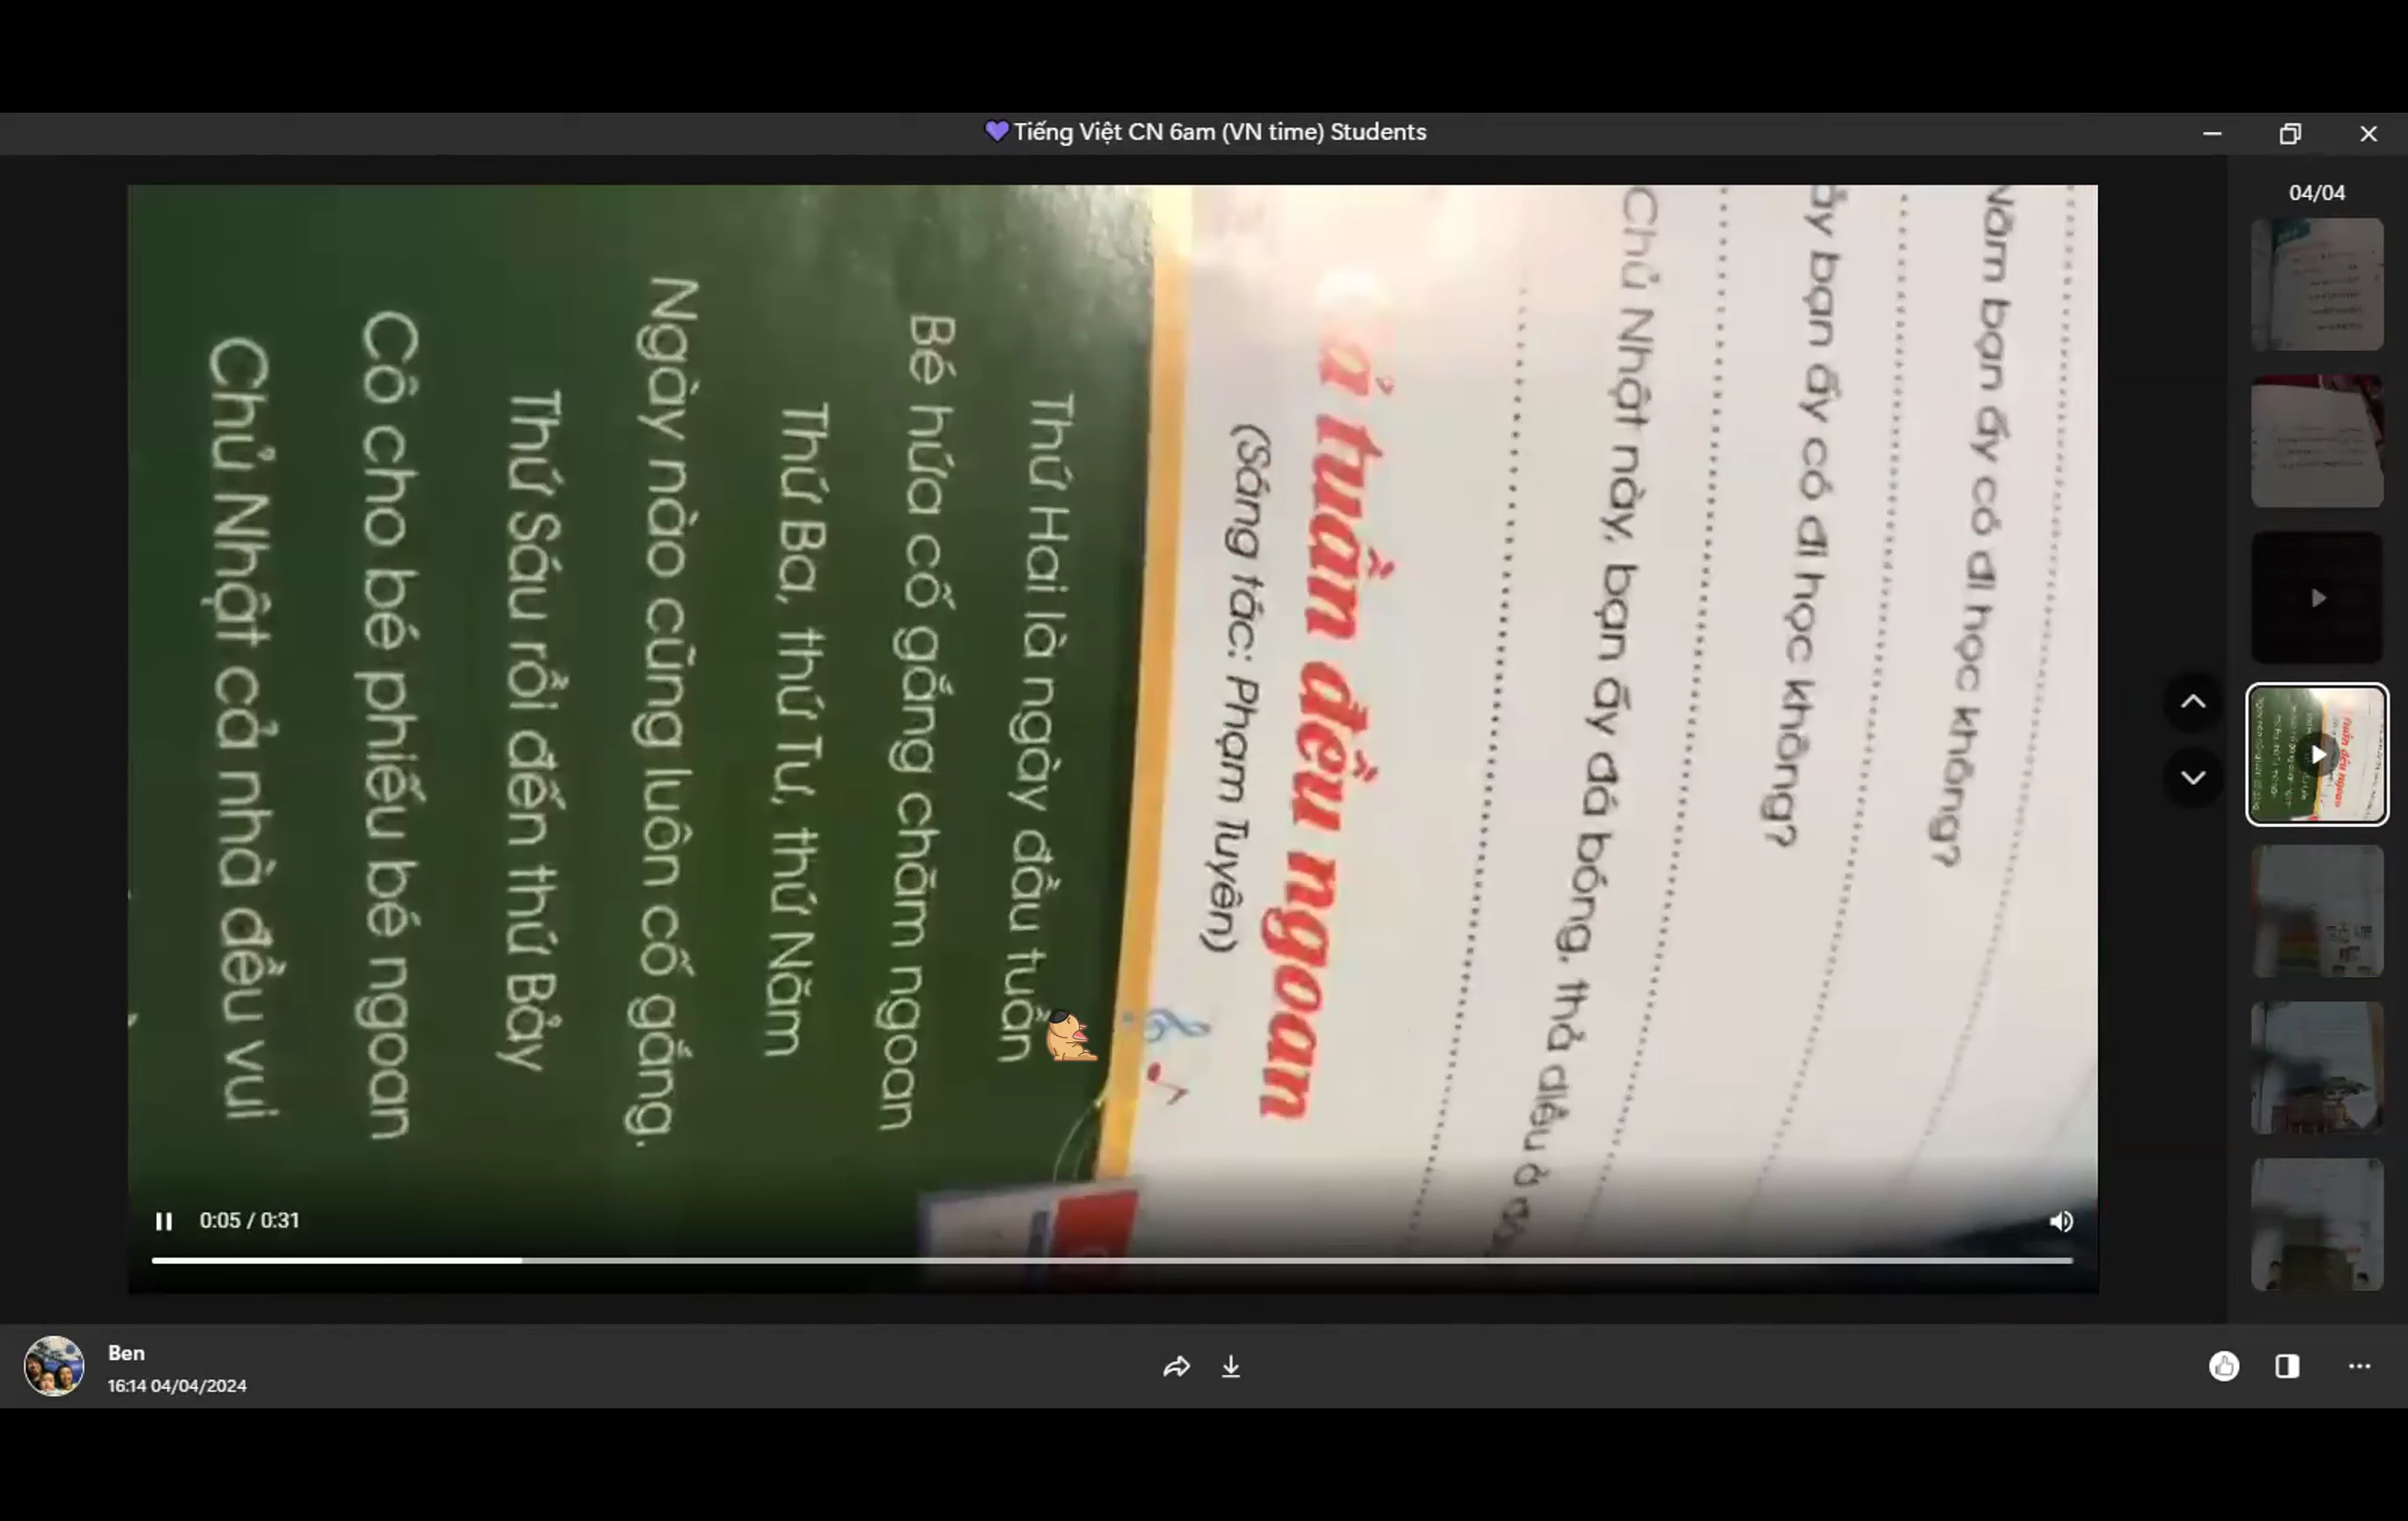 Tiếng Việt CN 6am (VN time) Students
04/04
Năm bạn ấy có đi học không?
bạn ấy có đi học không?
Chủ Nhật này, bạn ấy đá bóng, thả diều ở
tuần đều ngoan
(Sáng tác: Phạm Tuyên)
Thứ Hai là ngày đầu tuần
Bé hứa cố gắng chăm ngoan
Thứ Ba, thứ Tư, thứ Năm
Ngày nào cũng luôn cố gắng.
Thứ Sáu rồi đến thứ Bảy
Cô cho bé phiếu bé ngoan
Chủ Nhật cả nhà đều vui
0:05 / 0:31
Ben
16:14 04/04/2024